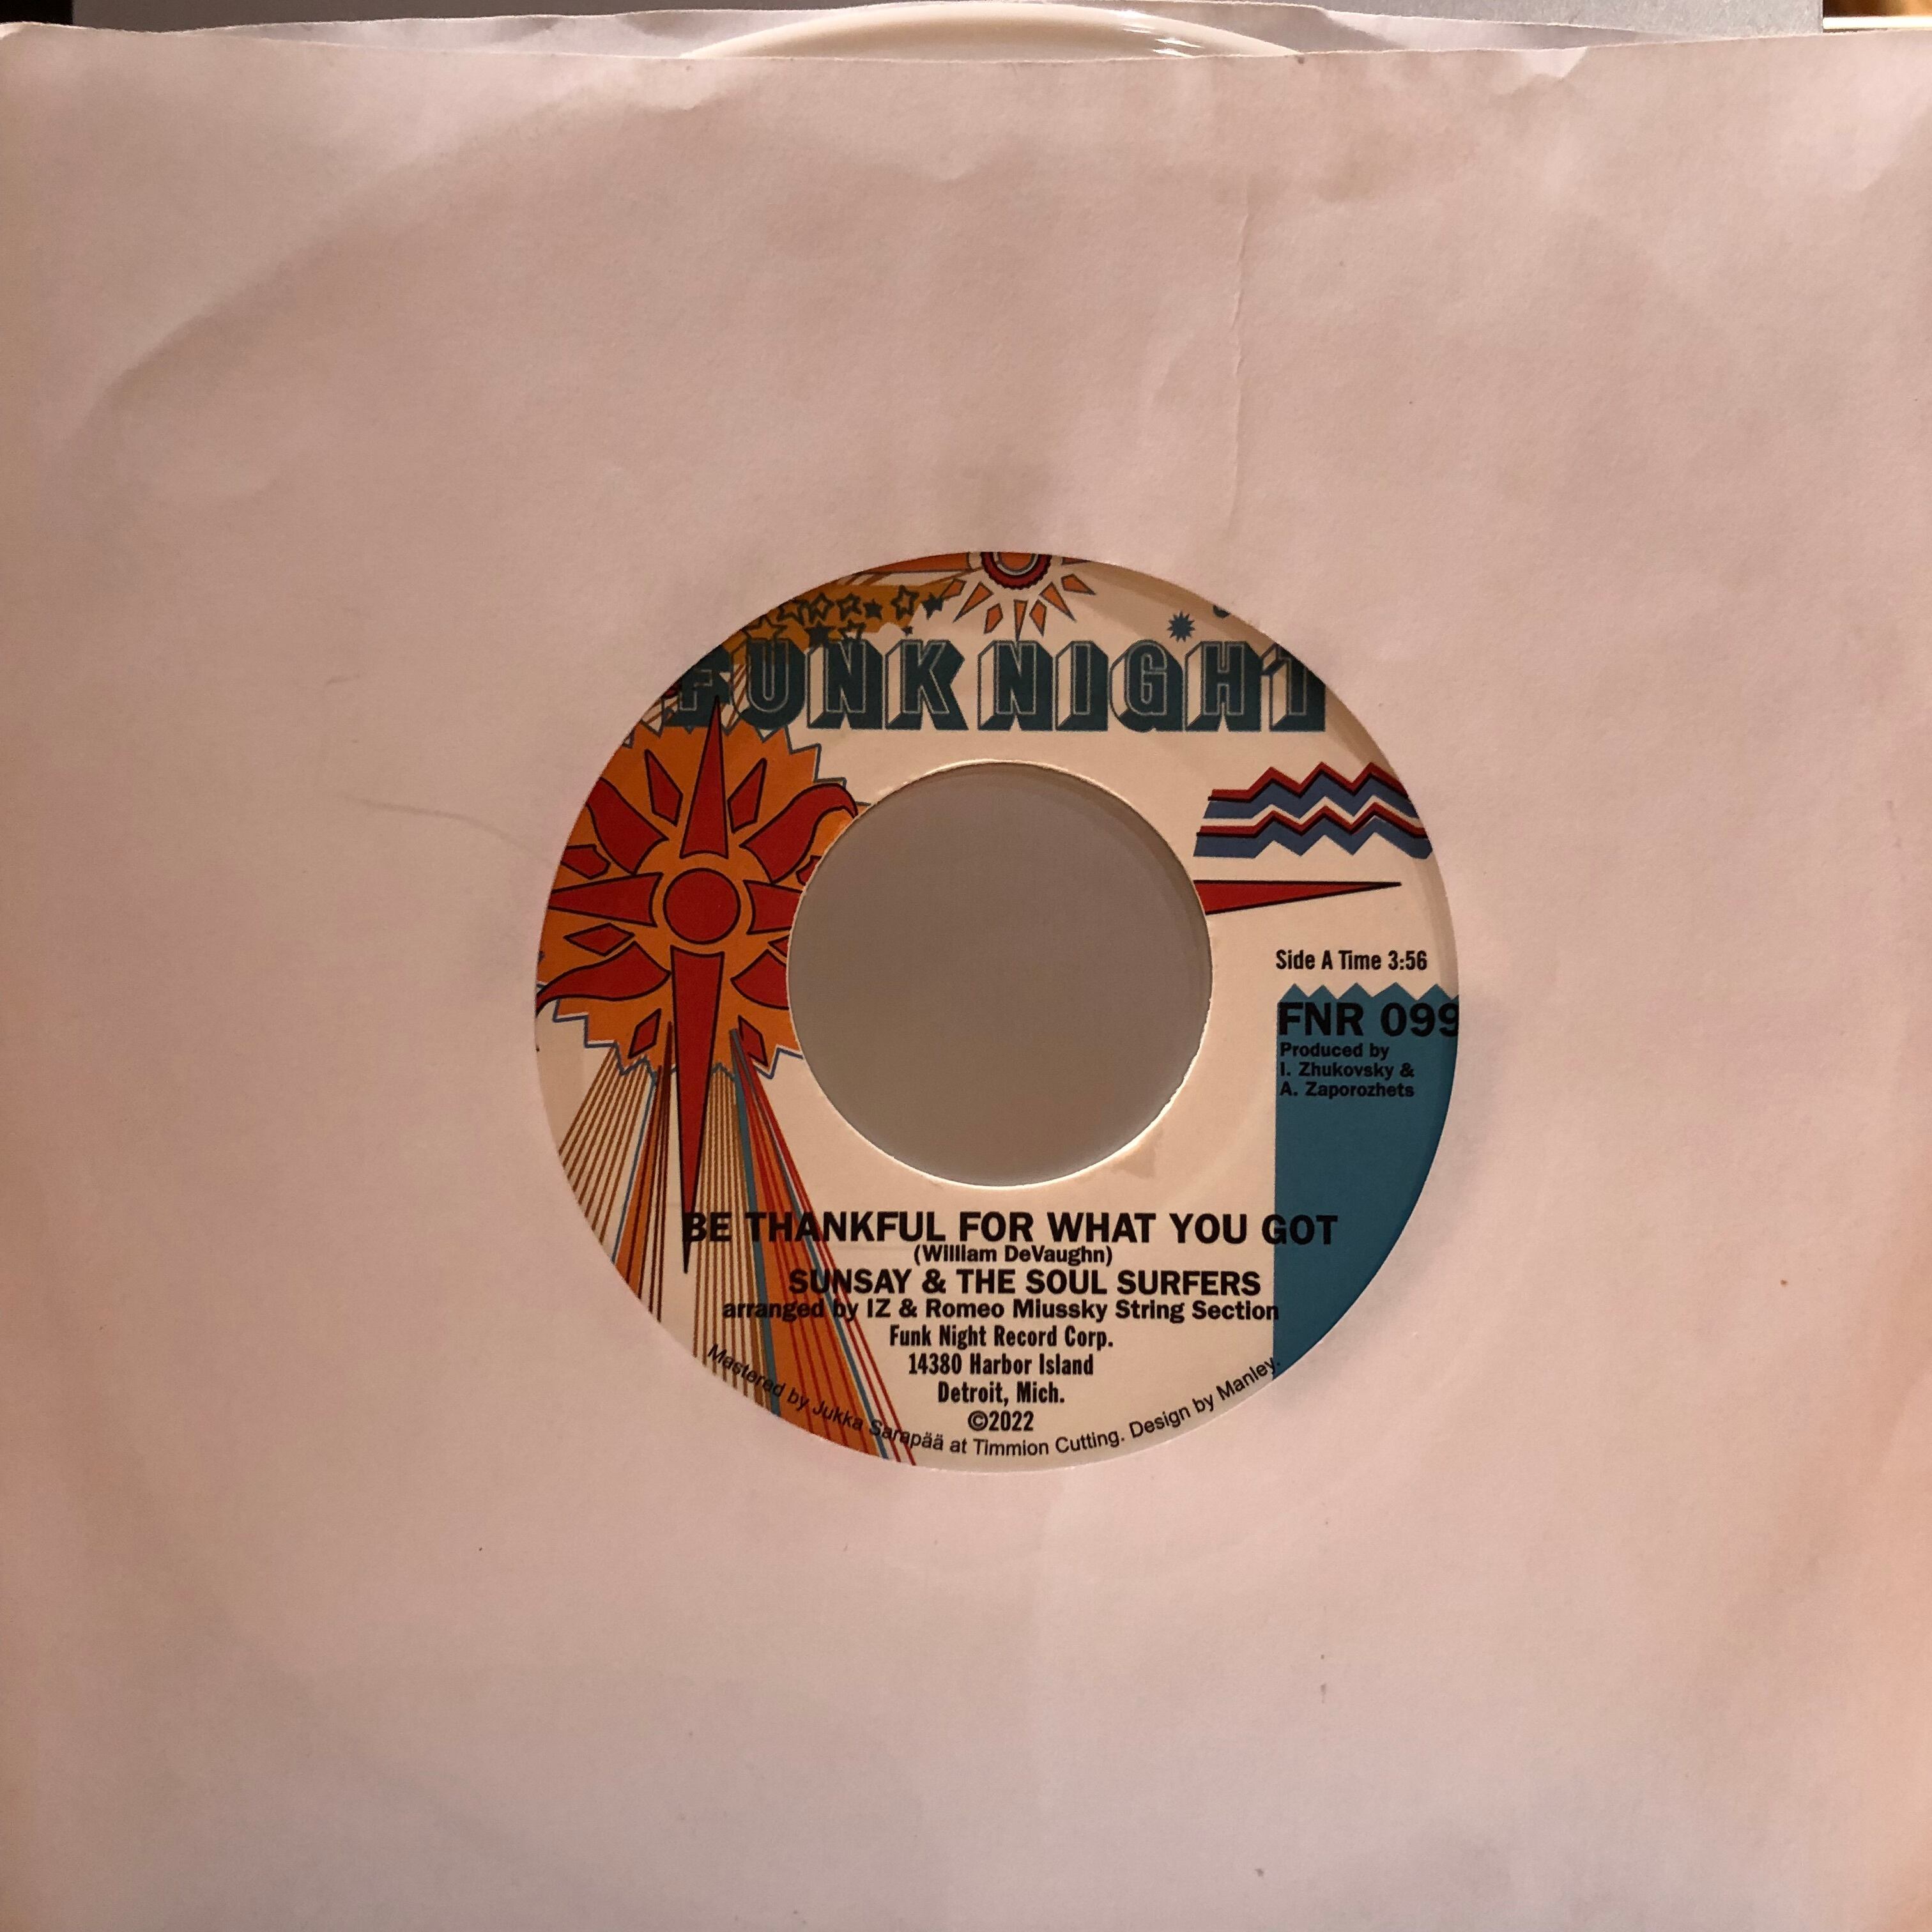 FUNK NIGHT
Side A Time 3:56
FNR 099
Produced by
I. Zhukovsky &
A. Zaporozhets
BE THANKFUL FOR WHAT YOU GOT
(William DeVaughn)
SUNSAY & THE SOUL SURFERS
arranged by IZ & Romeo Miussky String Section
Funk Night Record Corp.
14380 Harbor Island
Detroit, Mich.
©2022
Mastered by Jukka Sarapää at Timmion Cutting. Design by Manley.